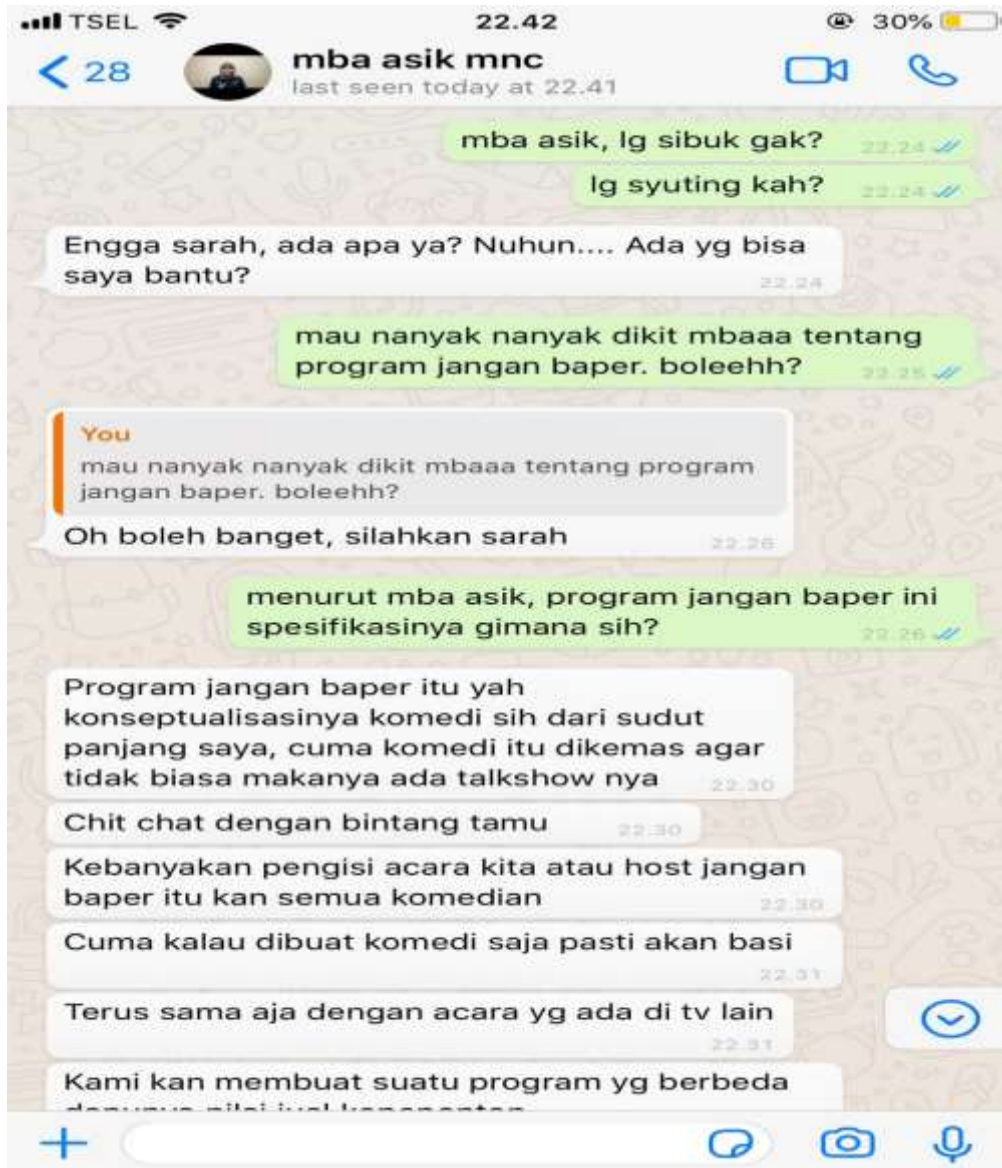 TSEL 22.42 30%
28 mba asik mnc
last seen today at 22.41
mba asik, lg sibuk gak? 22.24
lg syuting kah? 22.24
Engga sarah, ada apa ya? Nuhun.... Ada yg bisa
saya bantu? 22.24
mau nanyak nanyak dikit mbaaa tentang
program jangan baper. boleehh? 22.25
You
mau nanyak nanyak dikit mbaaa tentang program
jangan baper. boleehh?
Oh boleh banget, silahkan sarah 22.26
menurut mba asik, program jangan baper ini
spesifikasinya gimana sih? 22.26
Program jangan baper itu yah
konseptualisasinya komedi sih dari sudut
panjang saya, cuma komedi itu dikemas agar
tidak biasa makanya ada talkshow nya 22.30
Chit chat dengan bintang tamu 22.30
Kebanyakan pengisi acara kita atau host jangan
baper itu kan semua komedian 22.30
Cuma kalau dibuat komedi saja pasti akan basi
22.31
Terus sama aja dengan acara yg ada di tv lain
22.31
Kami kan membuat suatu program yg berbeda